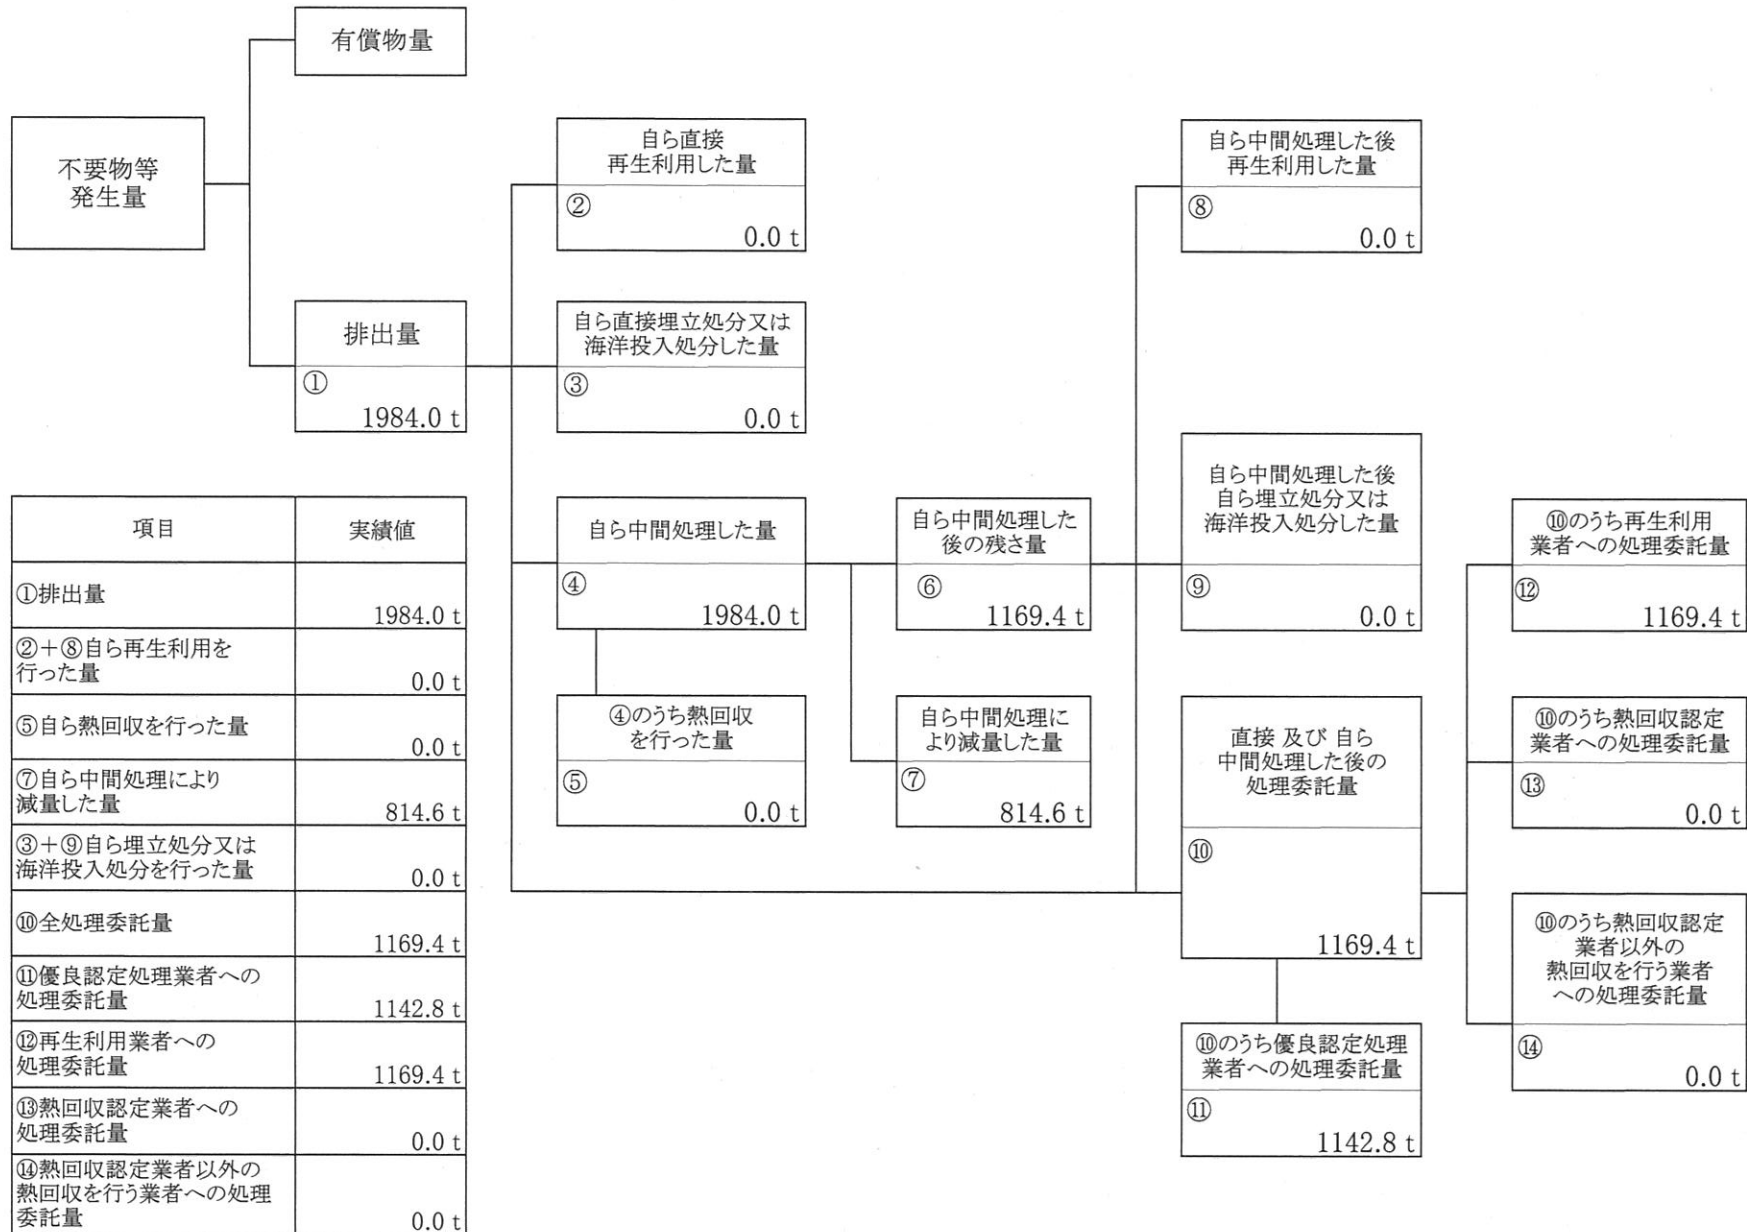 有償物量
不要物等
発生量
排出量
①
1984.0 t
自ら直接
再生利用した量
②
0.0 t
自ら直接埋立処分又は
海洋投入処分した量
③
0.0 t
自ら中間処理した量
④
1984.0 t
④のうち熱回収
を行った量
⑤
0.0 t
自ら中間処理した
後の残さ量
⑥
1169.4 t
自ら中間処理に
より減量した量
⑦
814.6 t
自ら中間処理した後
再生利用した量
⑧
0.0 t
自ら中間処理した後
自ら埋立処分又は
海洋投入処分した量
⑨
0.0 t
直接 及び 自ら
中間処理した後の
処理委託量
⑩
1169.4 t
⑩のうち優良認定処理
業者への処理委託量
⑪
1142.8 t
⑩のうち再生利用
業者への処理委託量
⑫
1169.4 t
⑩のうち熱回収認定
業者への処理委託量
⑬
0.0 t
⑩のうち熱回収認定
業者以外の
熱回収を行う業者
への処理委託量
⑭
0.0 t
項目 実績値
①排出量
1984.0 t
②＋⑧自ら再生利用を
行った量
0.0 t
⑤自ら熱回収を行った量
0.0 t
⑦自ら中間処理により
減量した量
814.6 t
③＋⑨自ら埋立処分又は
海洋投入処分を行った量
0.0 t
⑩全処理委託量
1169.4 t
⑪優良認定処理業者への
処理委託量
1142.8 t
⑫再生利用業者への
処理委託量
1169.4 t
⑬熱回収認定業者への
処理委託量
0.0 t
⑭熱回収認定業者以外の
熱回収を行う業者への処理
委託量
0.0 t